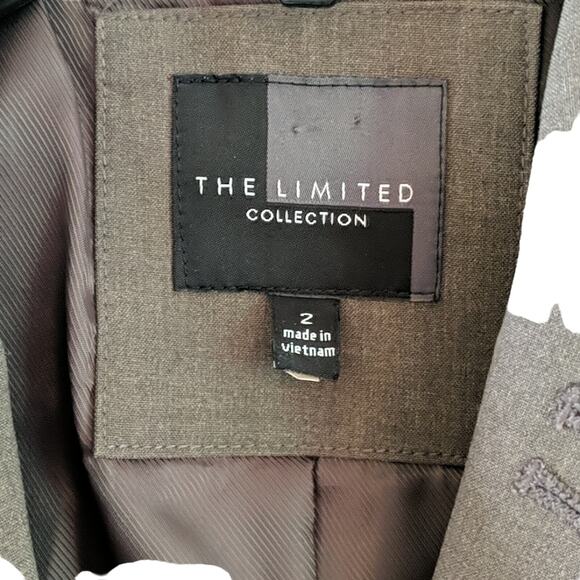 THE LIMITED
COLLECTION
2
made in
vietnam